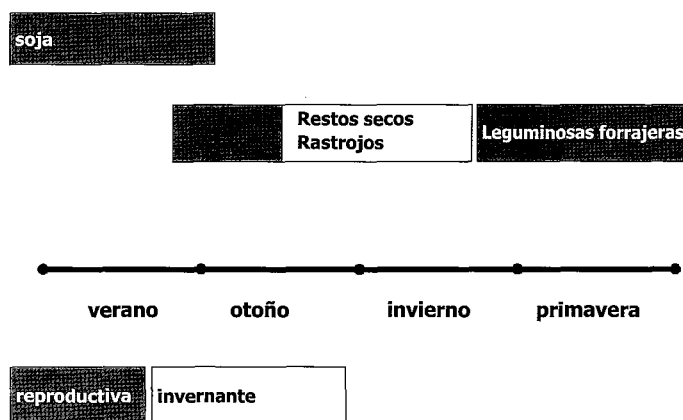 soja
Restos secos
Rastrojos
Leguminosas forrajeras
verano otoño invierno primavera
reproductiva invernante